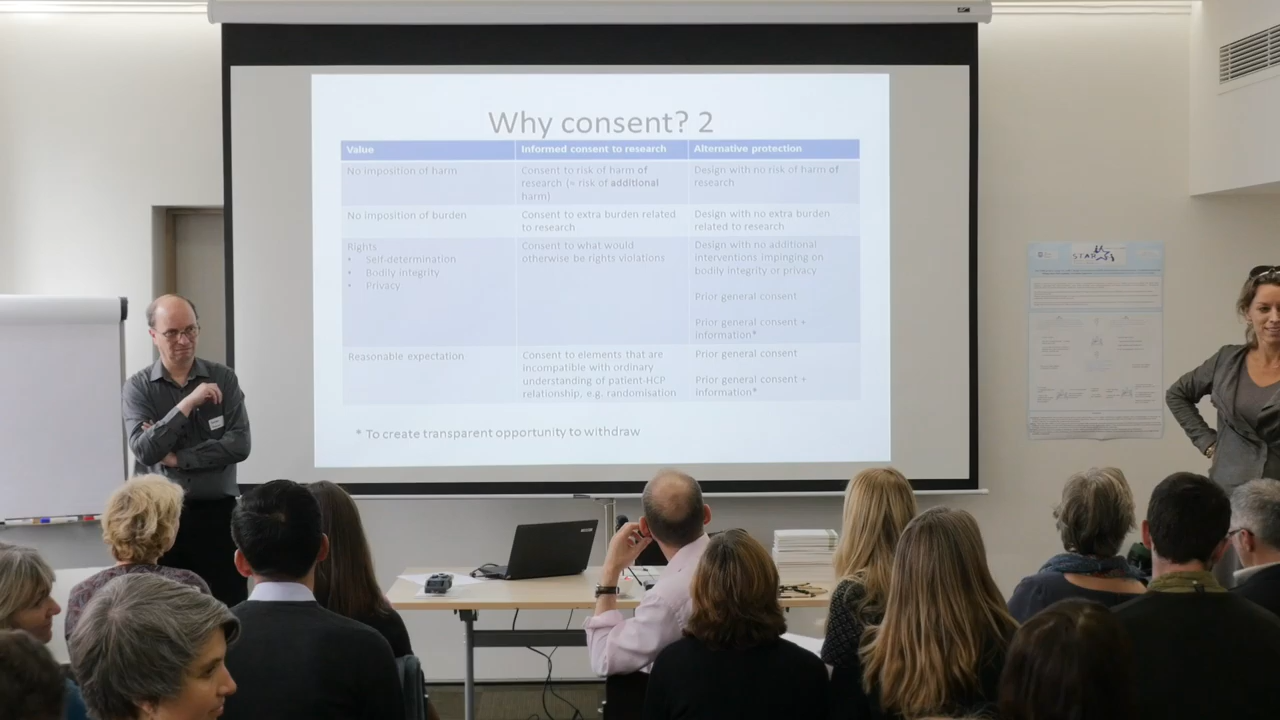 Why consent? 2
Value Informed consent to research Alternative protection
No imposition of harm
Consent to risk of harm of
research (= risk of additional
harm)
Design with no risk of harm of
research
No imposition of burden
Consent to extra burden related
to research
Design with no extra burden
related to research
Rights
• Self-determination
• Bodily integrity
• Privacy
Consent to what would
otherwise be rights violations
Design with no additional
interventions impinging on
bodily integrity or privacy
Prior general consent
Prior general consent +
information*
Reasonable expectation
Consent to elements that are
incompatible with ordinary
understanding of patient-HCP
relationship, e.g. randomisation
Prior general consent
Prior general consent +
information*
* To create transparent opportunity to withdraw
STAR